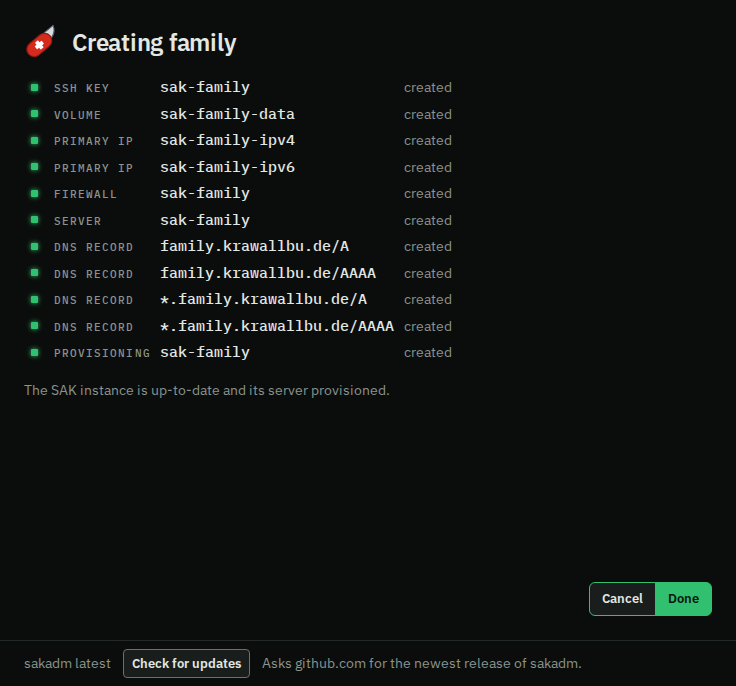 Creating family
SSH KEY sak-family created
VOLUME sak-family-data created
PRIMARY IP sak-family-ipv4 created
PRIMARY IP sak-family-ipv6 created
FIREWALL sak-family created
SERVER sak-family created
DNS RECORD family.krawallbu.de/A created
DNS RECORD family.krawallbu.de/AAAA created
DNS RECORD *.family.krawallbu.de/A created
DNS RECORD *.family.krawallbu.de/AAAA created
PROVISIONING sak-family created
The SAK instance is up-to-date and its server provisioned.
Cancel Done
sakadm latest Check for updates Asks github.com for the newest release of sakadm.